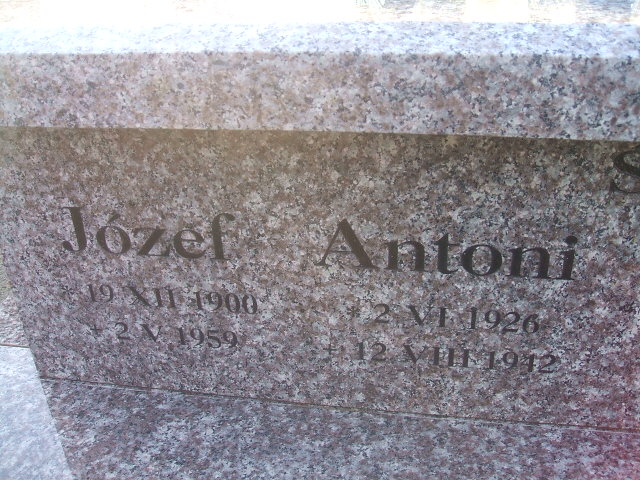 Józef
* 19 XII 1900
+ 2 V 1959
Antoni
* 2 VI 1926
+ 12 VIII 1942